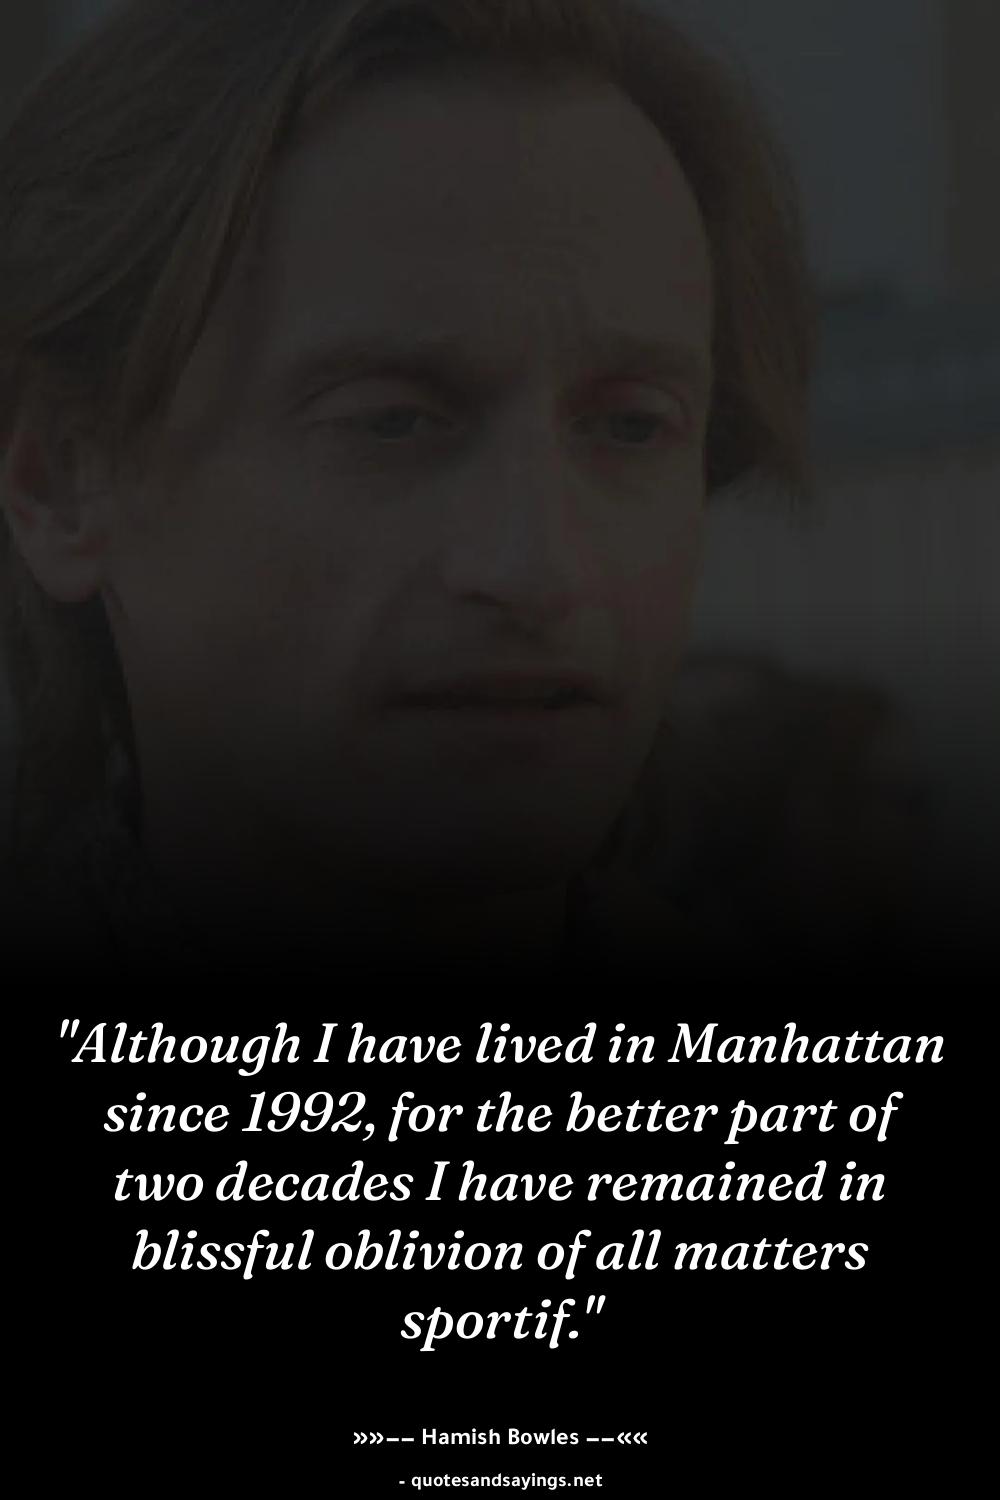 "Although I have lived in Manhattan
since 1992, for the better part of
two decades I have remained in
blissful oblivion of all matters
sportif."
»»−− Hamish Bowles −−««
- quotesandsayings.net